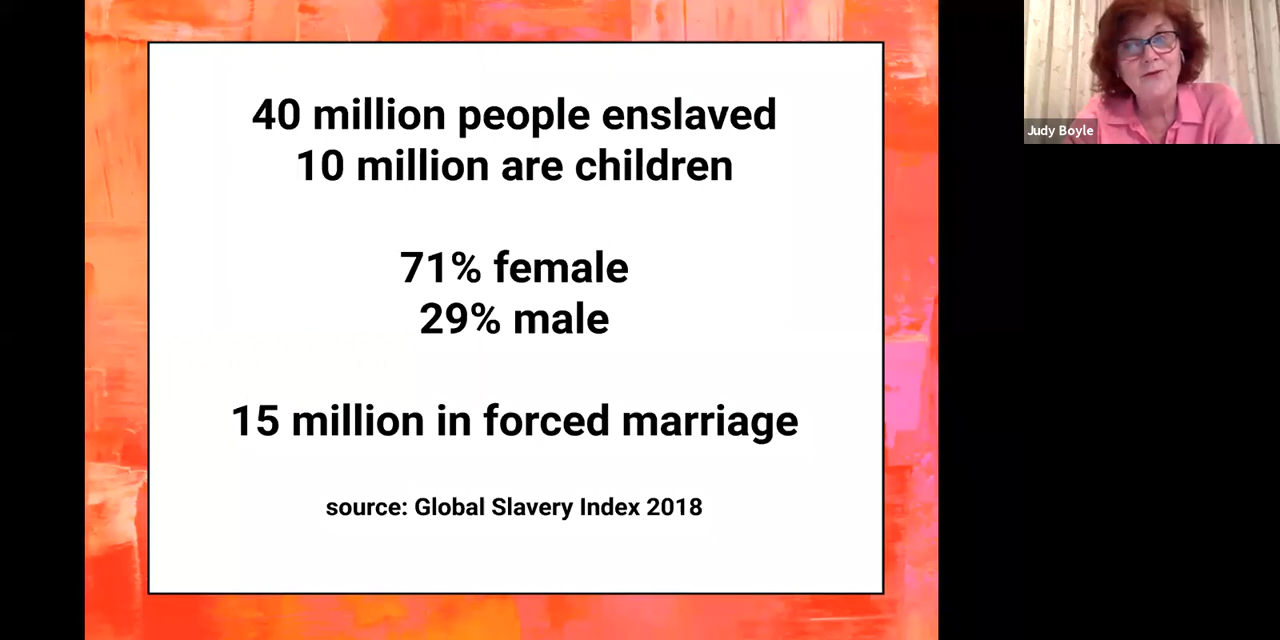 40 million people enslaved
10 million are children
71% female
29% male
15 million in forced marriage
source: Global Slavery Index 2018
Judy Boyle